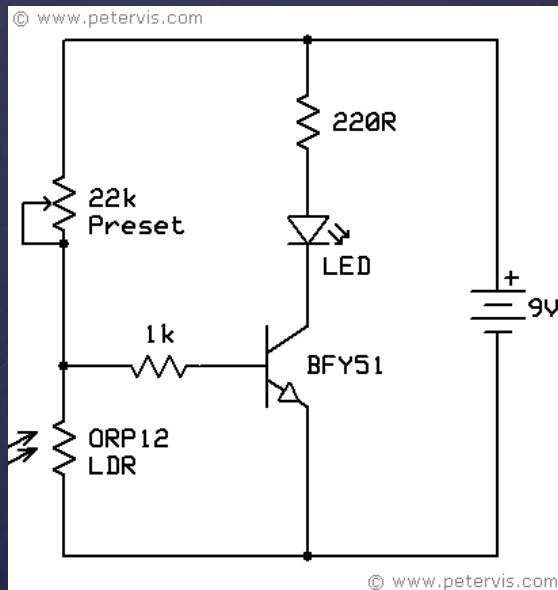 © www.petervis.com
220R
22k
Preset
LED
+
9V
1k
BFY51
ORP12
LDR
© www.petervis.com